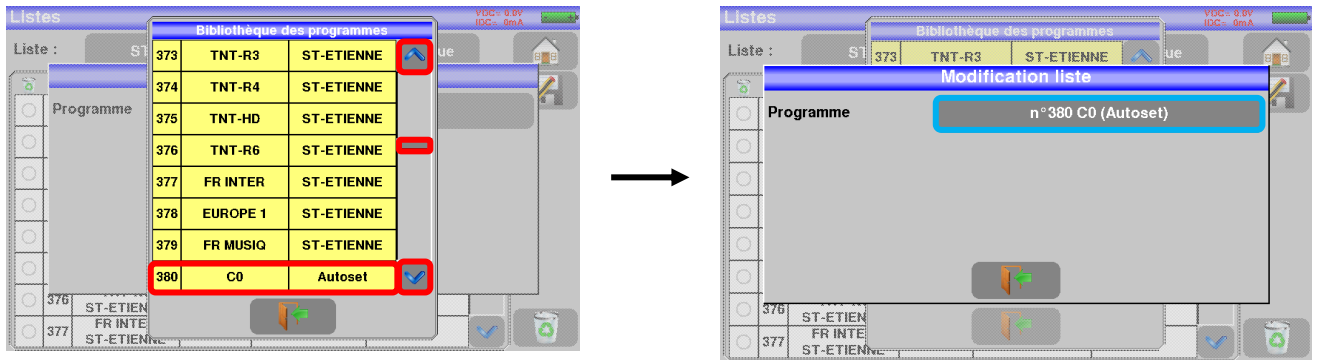 Listes
VDC= 0.0V
IDC= 0mA
Bibliothèque des programmes
Liste :
ST
ue
373 TNT-R3 ST-ETIENNE
374 TNT-R4 ST-ETIENNE
Programme
375 TNT-HD ST-ETIENNE
376 TNT-R6 ST-ETIENNE
377 FR INTER ST-ETIENNE
378 EUROPE 1 ST-ETIENNE
379 FR MUSIQ ST-ETIENNE
380 C0 Autoset
376
ST-ETIEN
377 FR INTE
ST-ETIENNE
Listes
VDC= 0.0V
IDC= 0mA
Bibliothèque des programmes
Liste :
ST
ue
373 TNT-R3 ST-ETIENNE
Modification liste
Programme n°380 C0 (Autoset)
376
ST-ETIEN
377 FR INTE
ST-ETIENNE